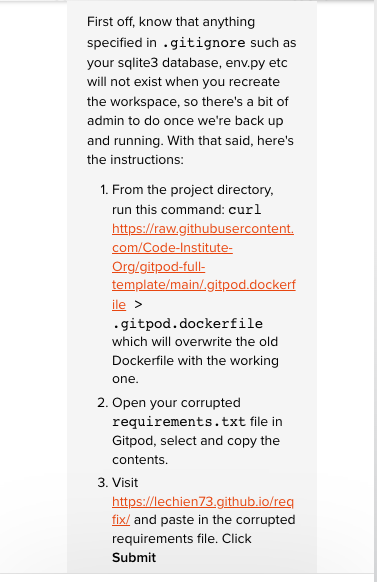 First off, know that anything
specified in .gitignore such as
your sqlite3 database, env.py etc
will not exist when you recreate
the workspace, so there's a bit of
admin to do once we're back up
and running. With that said, here's
the instructions:
1. From the project directory,
run this command: curl
https://raw.githubusercontent.
com/Code-Institute-
Org/gitpod-full-
template/main/.gitpod.dockerf
ile >
.gitpod.dockerfile
which will overwrite the old
Dockerfile with the working
one.
2. Open your corrupted
requirements.txt file in
Gitpod, select and copy the
contents.
3. Visit
https://lechien73.github.io/req
fix/ and paste in the corrupted
requirements file. Click
Submit